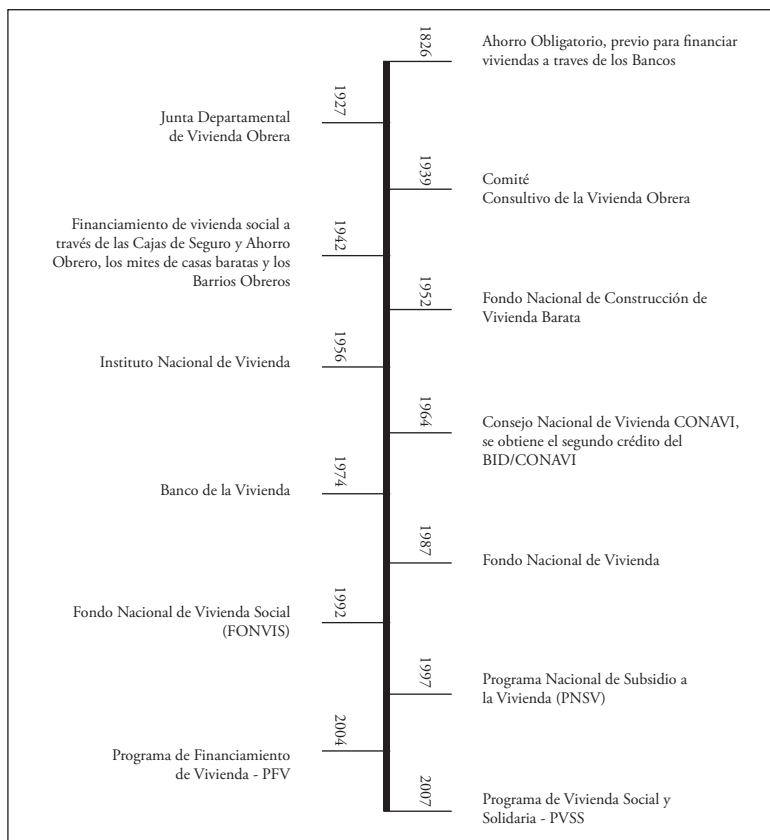 1826
Ahorro Obligatorio, previo para financiar
viviendas a traves de los Bancos
1927
Junta Departamental
de Vivienda Obrera
1939
Comité
Consultivo de la Vivienda Obrera
1942
Financiamiento de vivienda social a
través de las Cajas de Seguro y Ahorro
Obrero, los mites de casas baratas y los
Barrios Obreros
1952
Fondo Nacional de Construcción de
Vivienda Barata
1956
Instituto Nacional de Vivienda
1964
Consejo Nacional de Vivienda CONAVI,
se obtiene el segundo crédito del
BID/CONAVI
1974
Banco de la Vivienda
1987
Fondo Nacional de Vivienda
1992
Fondo Nacional de Vivienda Social
(FONVIS)
1997
Programa Nacional de Subsidio a
la Vivienda (PNSV)
2004
Programa de Financiamiento
de Vivienda - PFV
2007
Programa de Vivienda Social y
Solidaria - PVSS